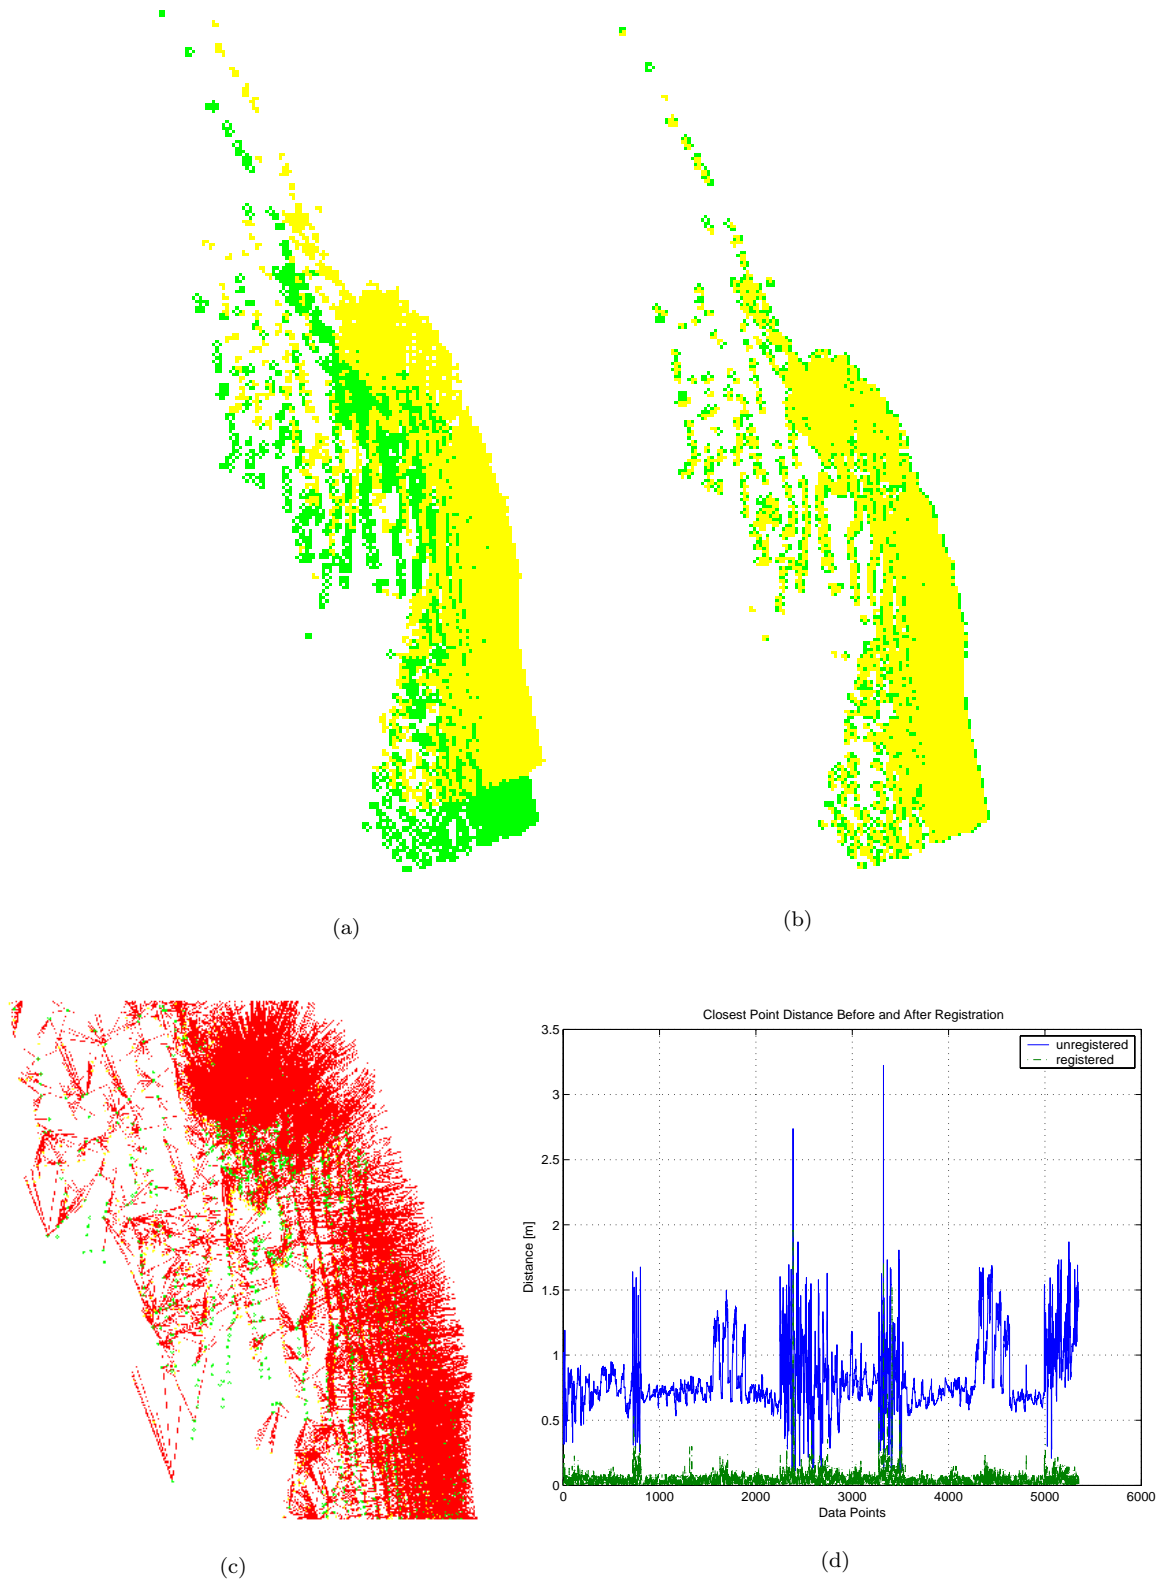 (a)
(b)
Closest Point Distance Before and After Registration
unregistered
registered
3.5
3
2.5
2
1.5
1
0.5
0
Distance [m]
0
1000
2000
3000
4000
5000
6000
Data Points
(c)
(d)